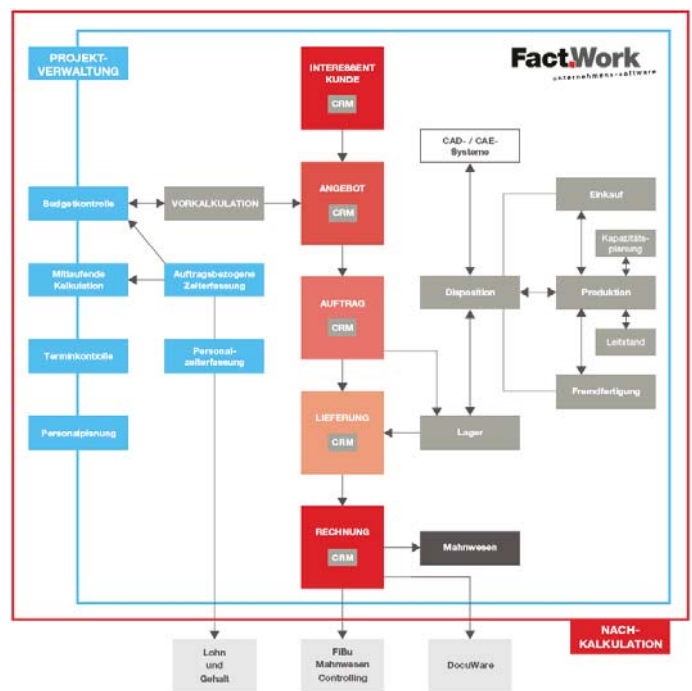 PROJEKT-
VERWALTUNG
Fact.Work
unternehmens-software
INTERESSENT
KUNDE
CRM
CAD- / CAE-
Systeme
ANGEBOT
CRM
Budgetkontrolle
VORKALKULATION
Einkauf
Kapazitäts-
planung
Mitlaufende
Kalkulation
Auftragsbezogene
Zeiterfassung
AUFTRAG
CRM
Disposition
Produktion
Leitstand
Terminkontrolle
Personal-
zeiterfassung
Fremdfertigung
Personalplanung
LIEFERUNG
CRM
Lager
RECHNUNG
CRM
Mahnwesen
NACH-
KALKULATION
Lohn
und
Gehalt
FiBu
Mahnwesen
Controlling
DocuWare